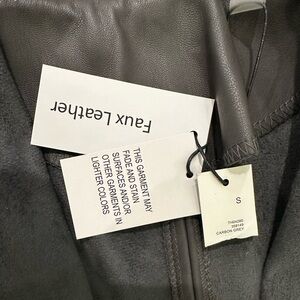 Faux Leather
THIS GARMENT MAY
FADE AND STAIN
SURFACES AND/OR
OTHER GARMENTS IN
LIGHTER COLORS
S
CARBON GREY